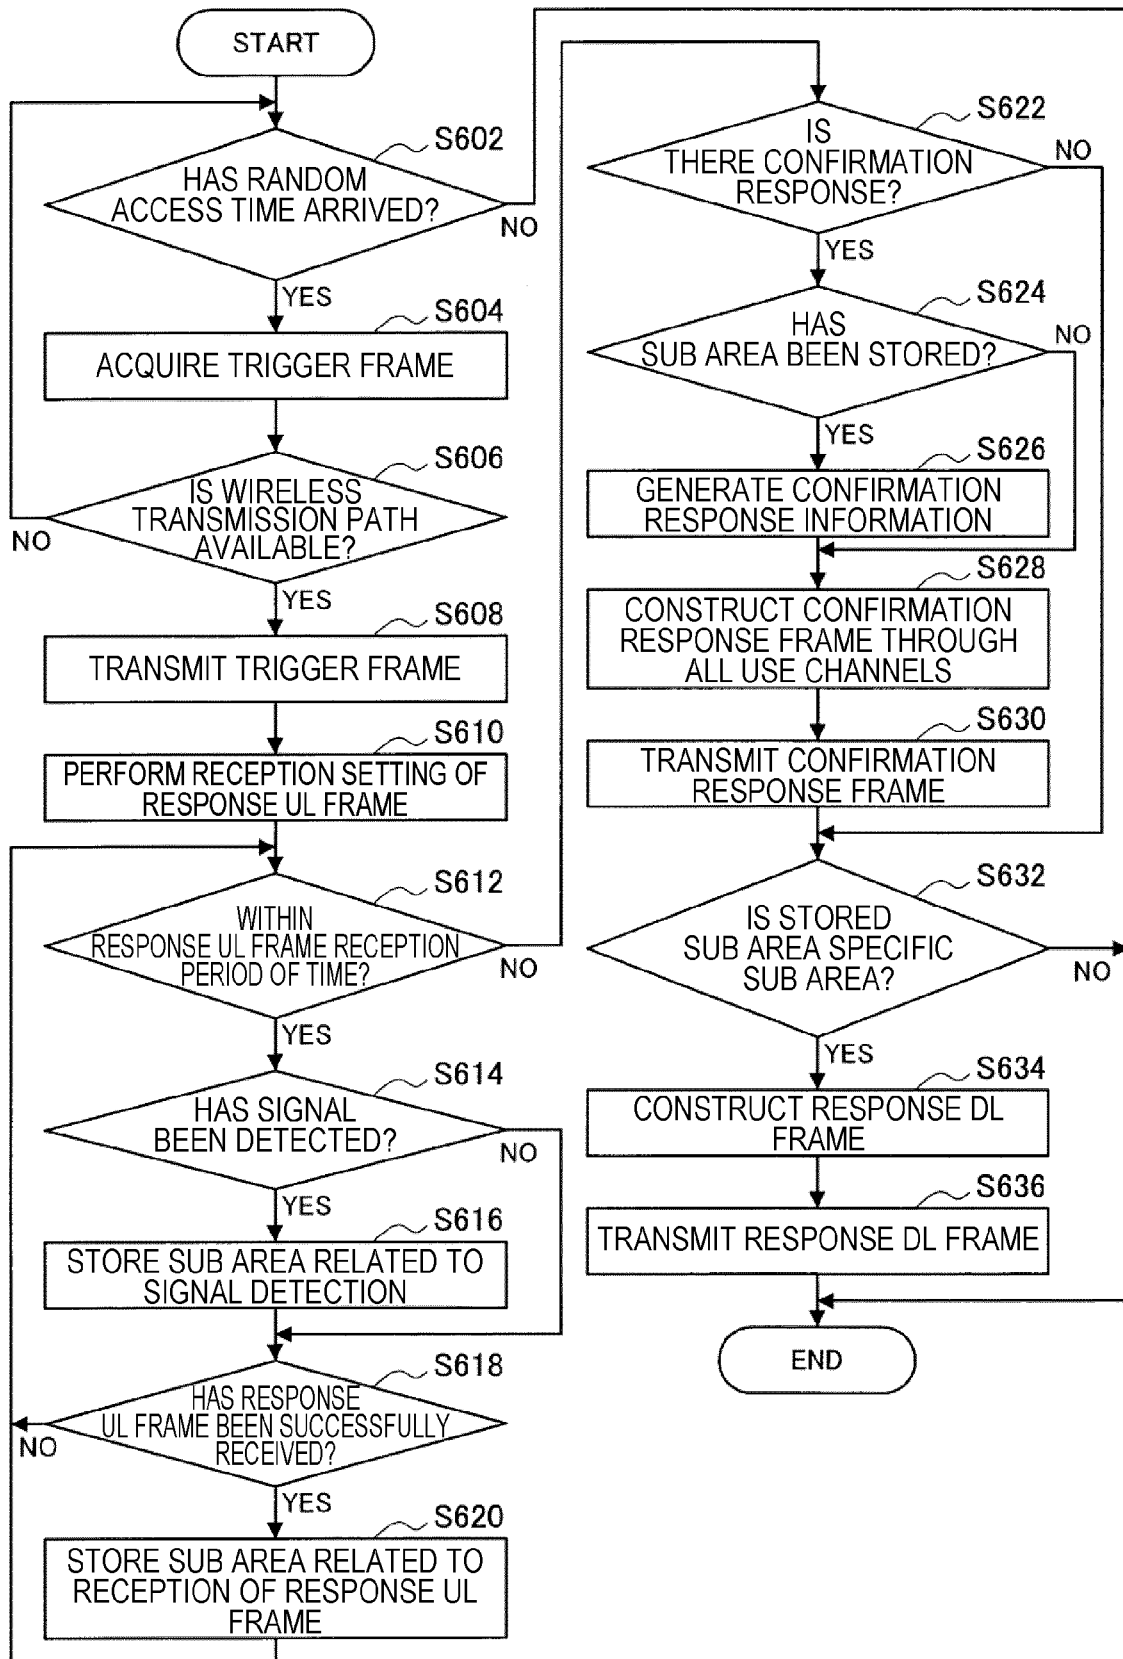 START
S602
HAS RANDOM
ACCESS TIME ARRIVED?
NO
YES
S604
ACQUIRE TRIGGER FRAME
S606
IS WIRELESS
TRANSMISSION PATH
AVAILABLE?
NO
YES
S608
TRANSMIT TRIGGER FRAME
S610
PERFORM RECEPTION SETTING OF
RESPONSE UL FRAME
S612
WITHIN
RESPONSE UL FRAME RECEPTION
PERIOD OF TIME?
NO
YES
S614
HAS SIGNAL
BEEN DETECTED?
NO
YES
S616
STORE SUB AREA RELATED TO
SIGNAL DETECTION
S618
HAS RESPONSE
UL FRAME BEEN SUCCESSFULLY
RECEIVED?
NO
YES
S620
STORE SUB AREA RELATED TO
RECEPTION OF RESPONSE UL
FRAME
S622
IS
THERE CONFIRMATION
RESPONSE?
NO
YES
S624
HAS
SUB AREA BEEN STORED?
NO
YES
S626
GENERATE CONFIRMATION
RESPONSE INFORMATION
S628
CONSTRUCT CONFIRMATION
RESPONSE FRAME THROUGH
ALL USE CHANNELS
S630
TRANSMIT CONFIRMATION
RESPONSE FRAME
S632
IS STORED
SUB AREA SPECIFIC
SUB AREA?
NO
YES
S634
CONSTRUCT RESPONSE DL
FRAME
S636
TRANSMIT RESPONSE DL FRAME
END